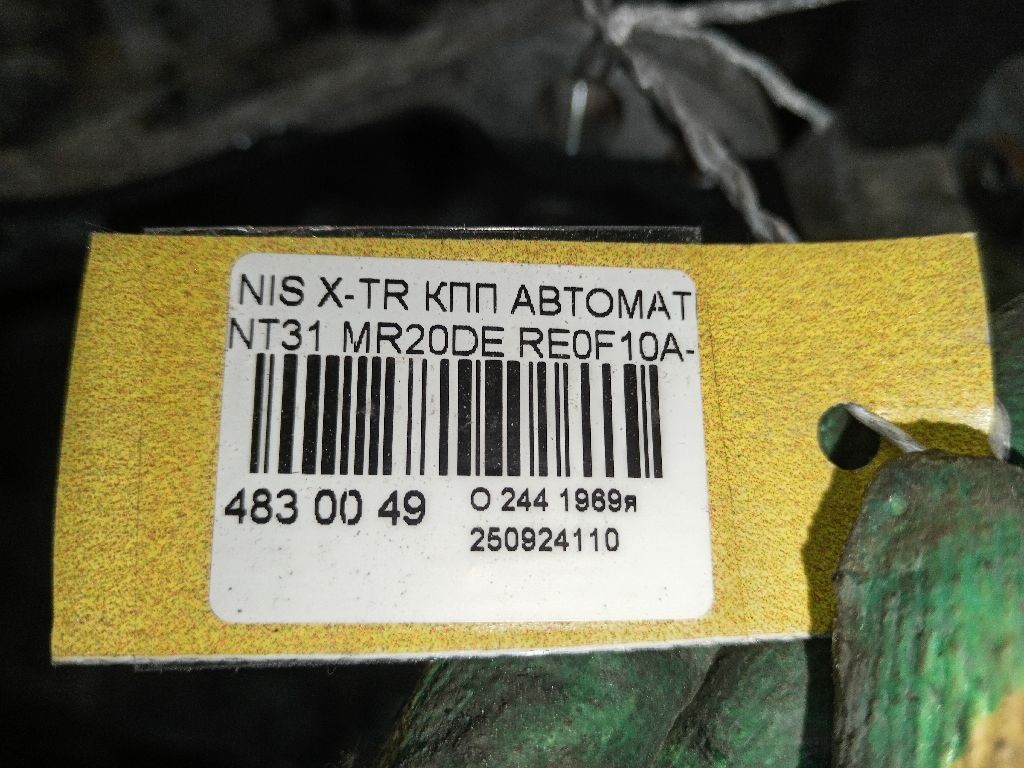 NIS X-TR КПП АВТОМАТ
NT31 MR20DE RE0F10A-
483 00 49
О 244 1969я
250924110